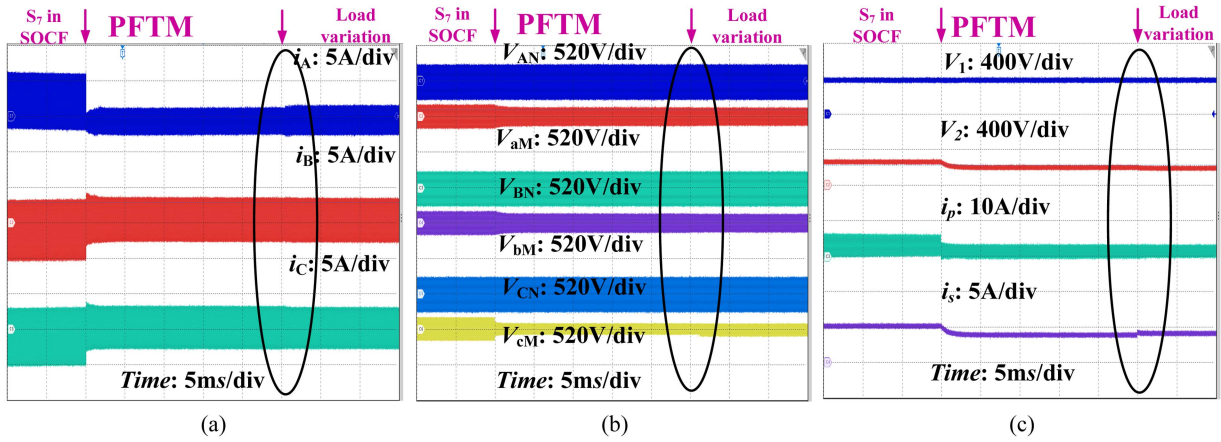 S7 in
SOCF
PFTM
Load
variation
iA: 5A/div
iB: 5A/div
iC: 5A/div
Time: 5ms/div
(a)
S7 in
SOCF
PFTM
Load
variation
VAN: 520V/div
VaM: 520V/div
VBN: 520V/div
VbM: 520V/div
VCN: 520V/div
VcM: 520V/div
Time: 5ms/div
(b)
S7 in
SOCF
PFTM
Load
variation
V1: 400V/div
V2: 400V/div
ip: 10A/div
is: 5A/div
Time: 5ms/div
(c)